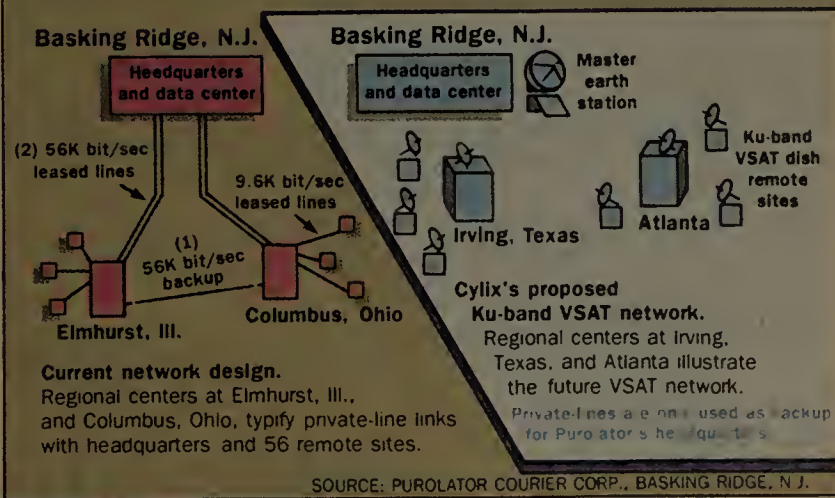 Basking Ridge, N.J.
Heedquarters
and data center
(2) 56K bit/sec
leased lines
9.6K bit/sec
leased lines
(1)
56K bit/sec
backup
Elmhurst, Ill.
Columbus, Ohio
Current network design.
Regional centers at Elmhurst, Ill.,
and Columbus, Ohio, typify private-line links
with headquarters and 56 remote sites.
Basking Ridge, N.J.
Headquarters
and data center
Master
earth
station
Ku-band
VSAT dish
remote
sites
Irving, Texas
Atlanta
Cylix's proposed
Ku-band VSAT network.
Regional centers at Irving,
Texas, and Atlanta illustrate
the future VSAT network.
used as backup
for
SOURCE: PUROLATOR COURIER CORP., BASKING RIDGE, N.J.